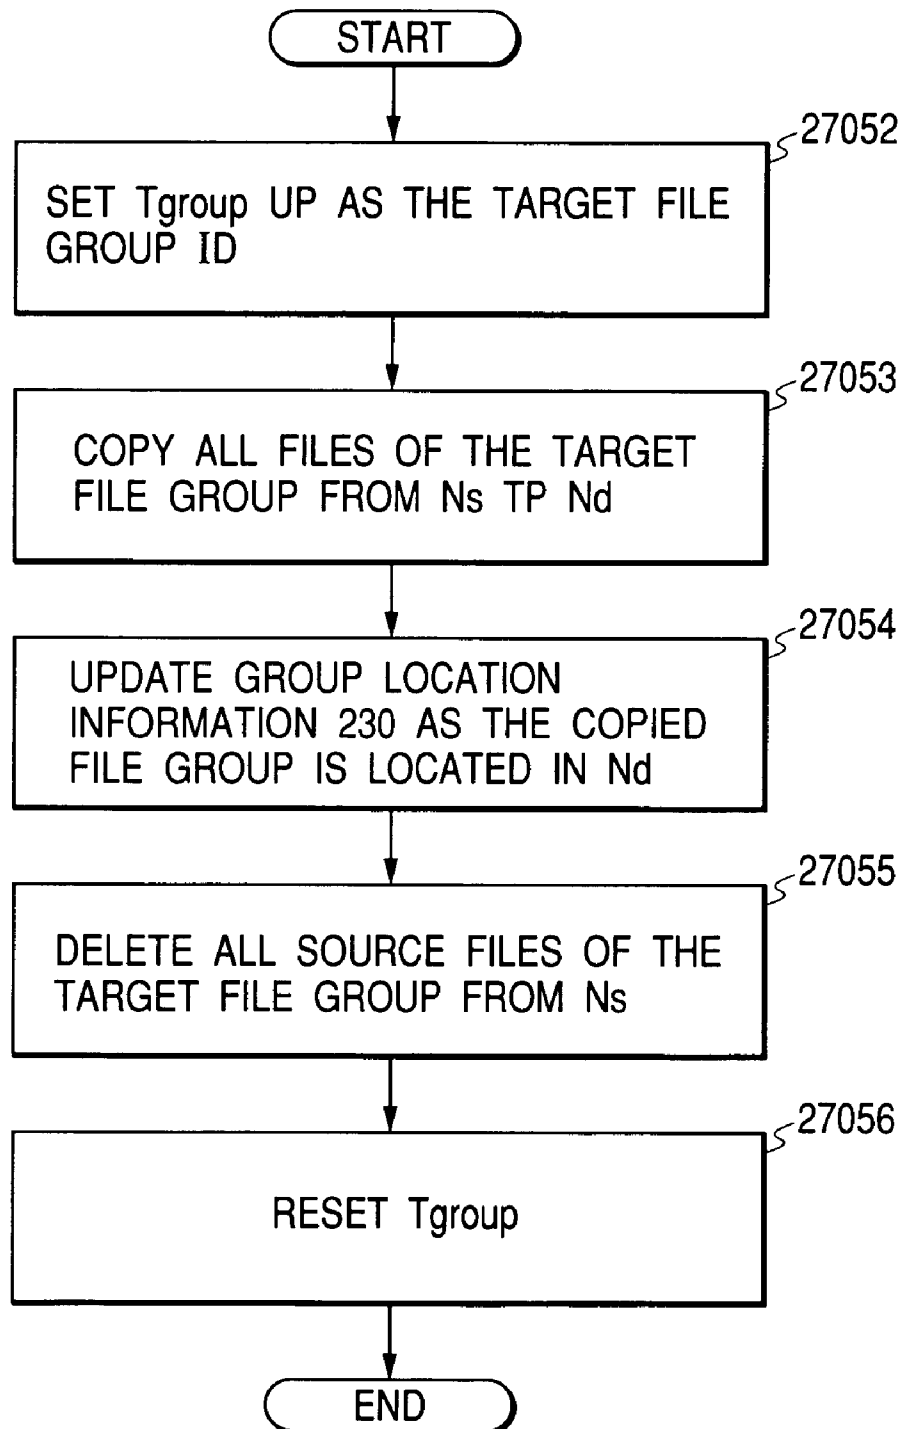 START
27052
SET Tgroup UP AS THE TARGET FILE
GROUP ID
27053
COPY ALL FILES OF THE TARGET
FILE GROUP FROM Ns TP Nd
27054
UPDATE GROUP LOCATION
INFORMATION 230 AS THE COPIED
FILE GROUP IS LOCATED IN Nd
27055
DELETE ALL SOURCE FILES OF THE
TARGET FILE GROUP FROM Ns
27056
RESET Tgroup
END